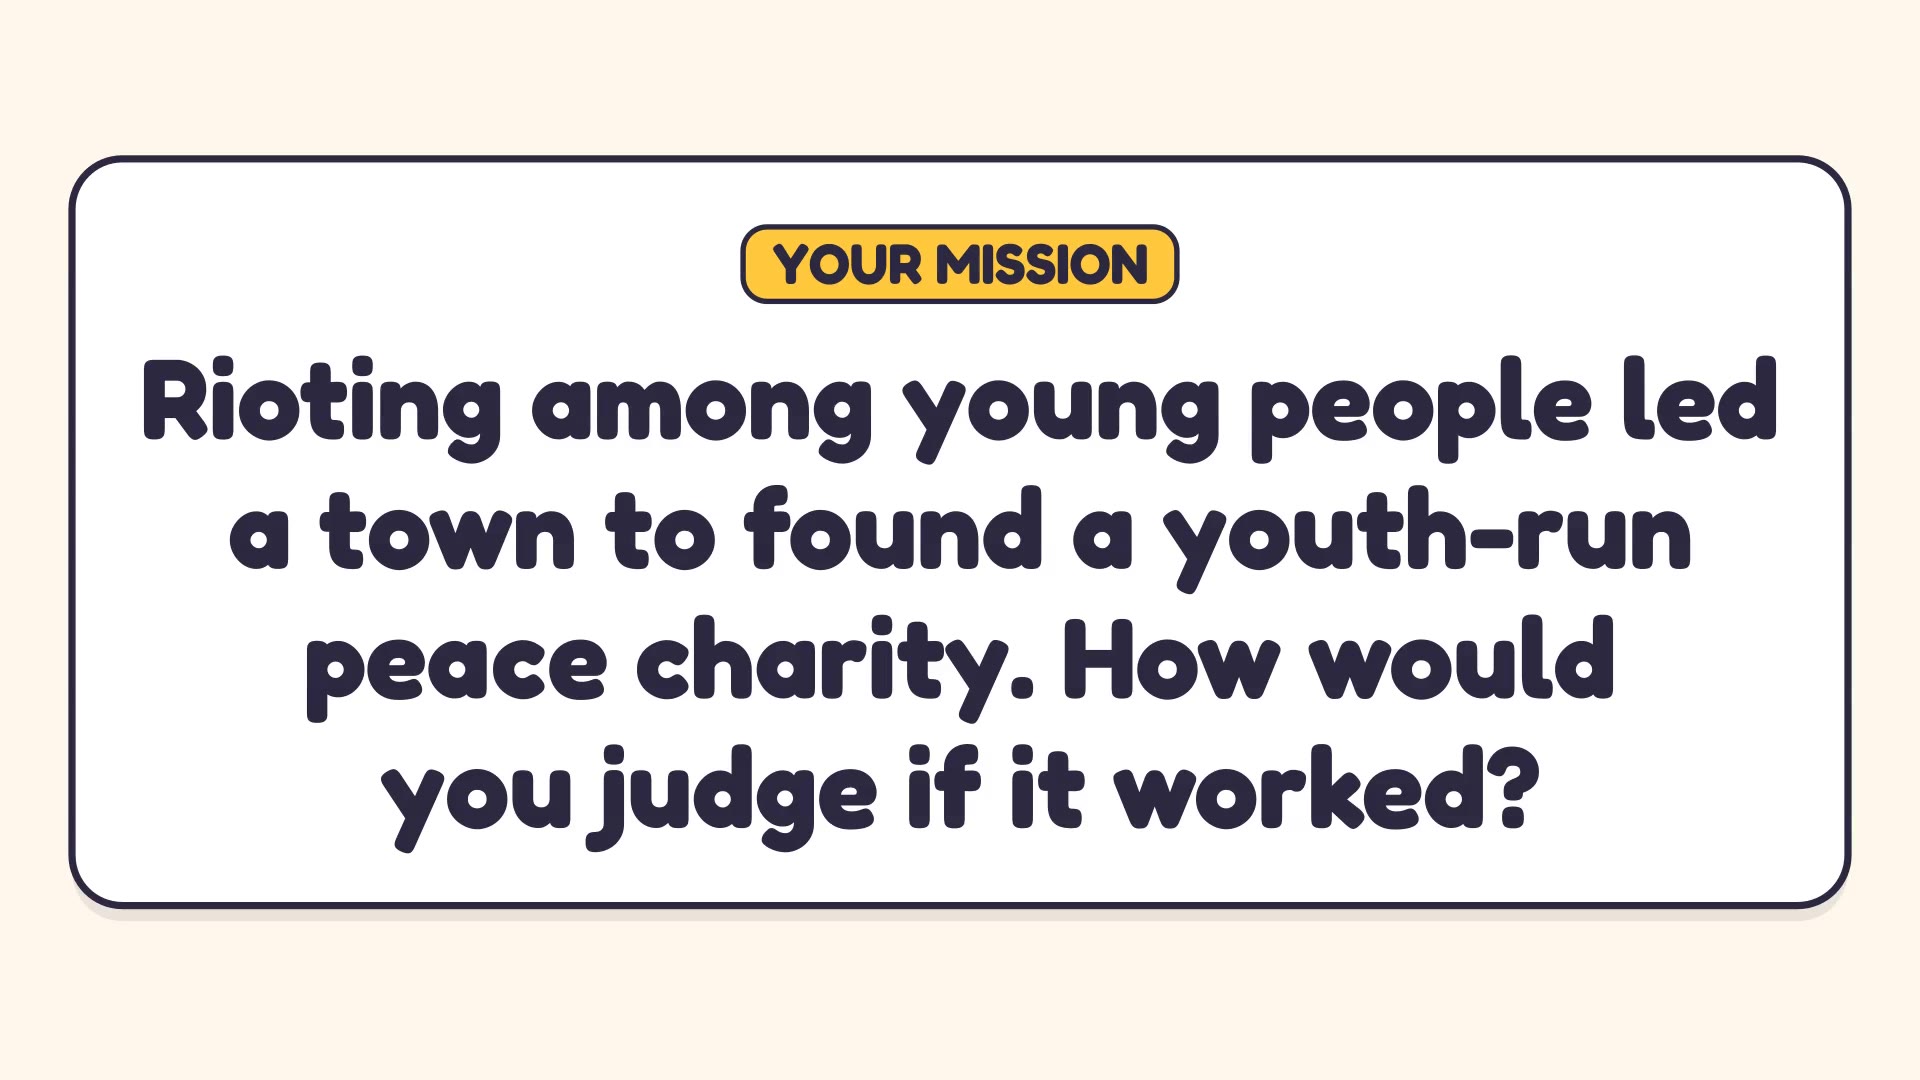 YOUR MISSION
Rioting among young people led
a town to found a youth-run
peace charity. How would
you judge if it worked?